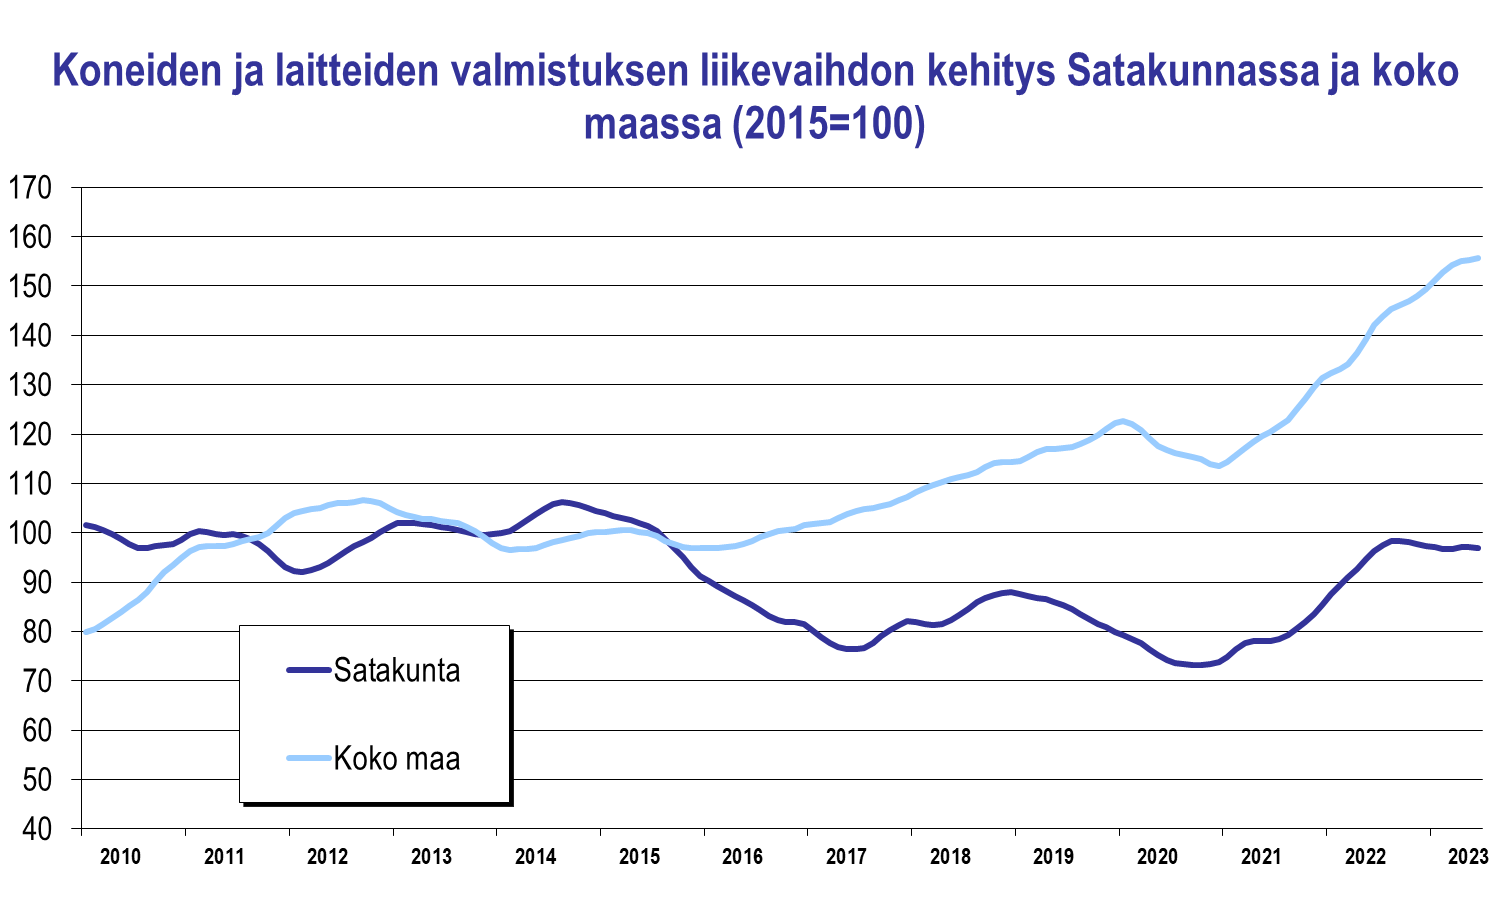 Koneiden ja laitteiden valmistuksen liikevaihdon kehitys Satakunnassa ja koko
maassa (2015=100)
170
160
150
140
130
120
110
100
90
80
70
60
50
40
Satakunta
Koko maa
2010 2011 2012 2013 2014 2015 2016 2017 2018 2019 2020 2021 2022 2023